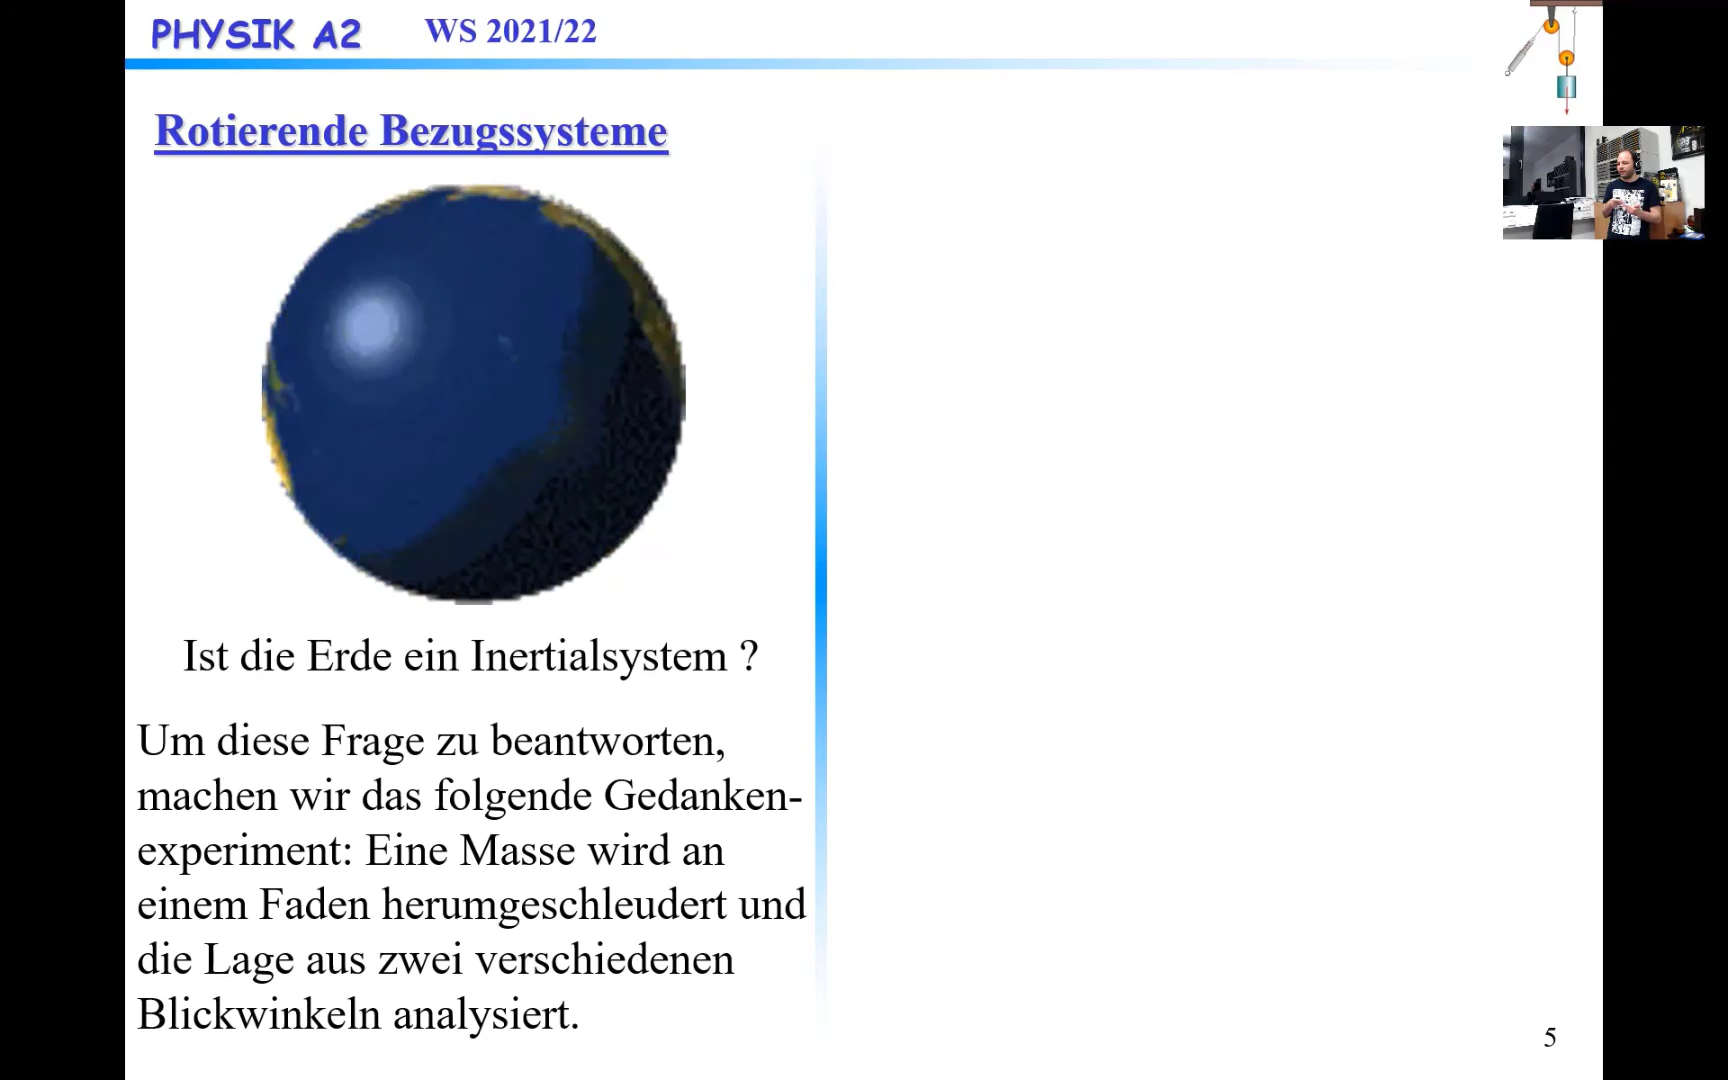 PHYSIK A2 WS 2021/22
Rotierende Bezugssysteme
Ist die Erde ein Inertialsystem ?
Um diese Frage zu beantworten,
machen wir das folgende Gedanken-
experiment: Eine Masse wird an
einem Faden herumgeschleudert und
die Lage aus zwei verschiedenen
Blickwinkeln analysiert.
5